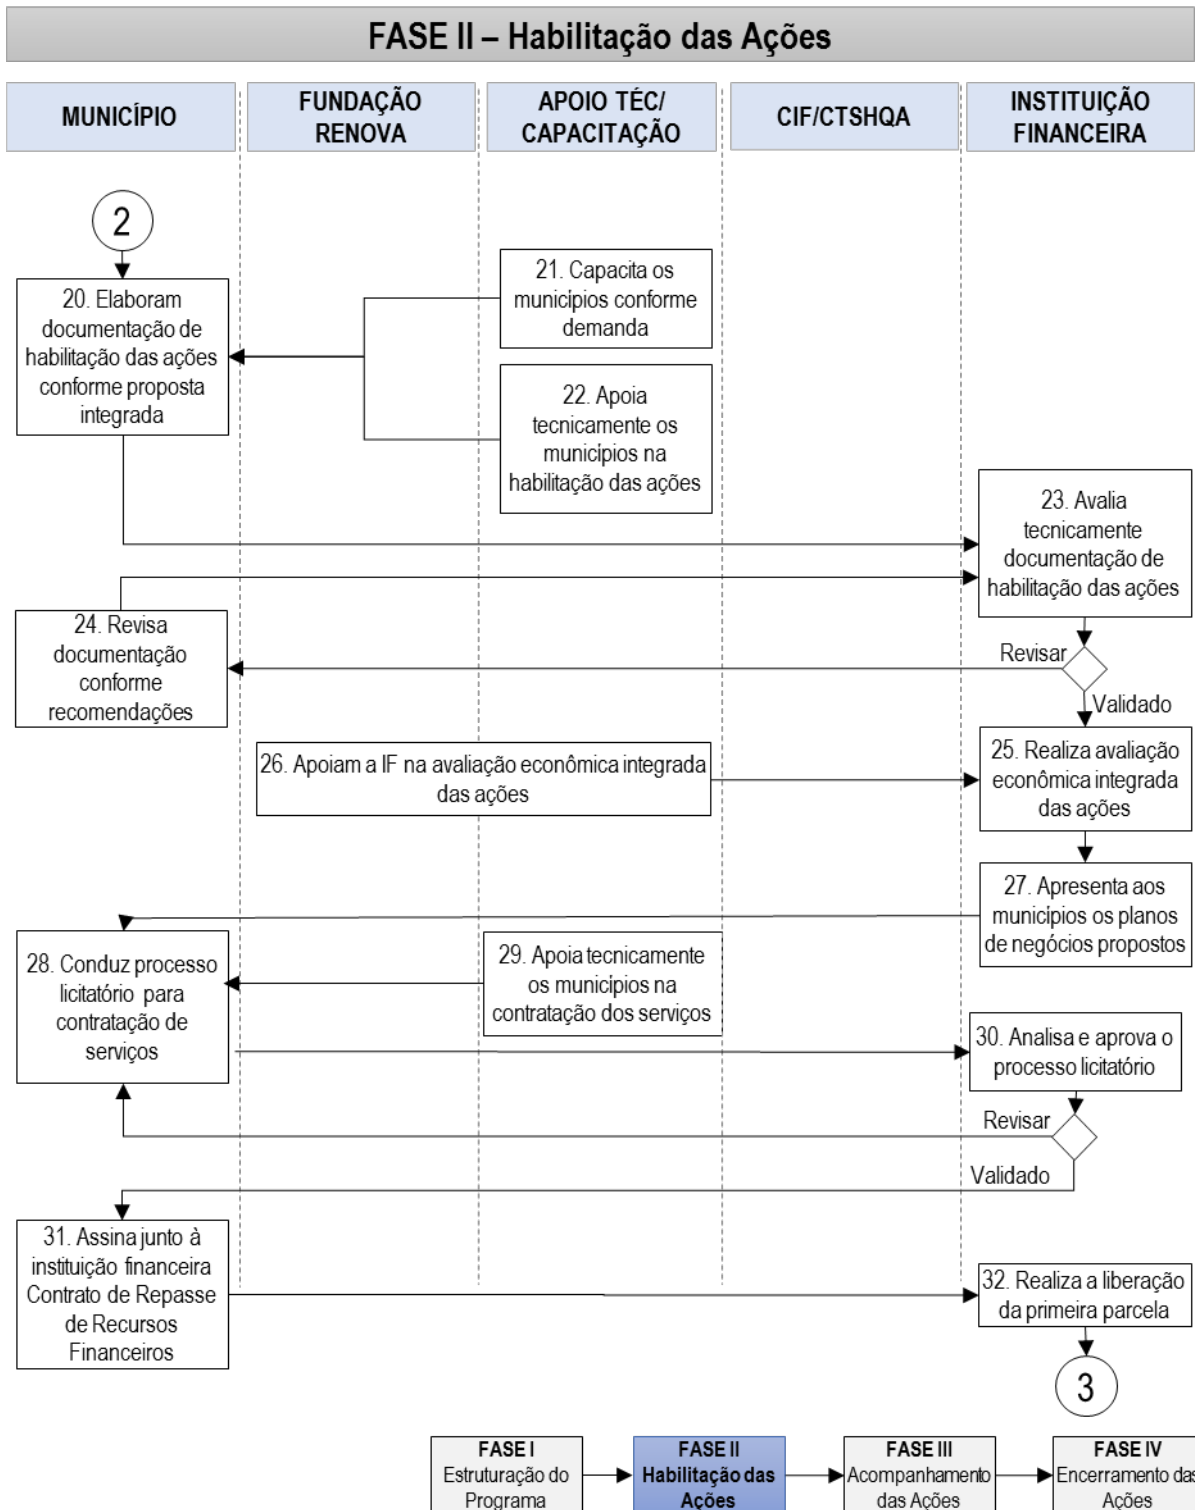 FASE II – Habilitação das Ações
MUNICÍPIO
FUNDAÇÃO
RENOVA
APOIO TÉC/
CAPACITAÇÃO
CIF/CTSHQA
INSTITUIÇÃO
FINANCEIRA
2
20. Elaboram
documentação de
habilitação das ações
conforme proposta
integrada
21. Capacita os
municípios conforme
demanda
22. Apoia
tecnicamente os
municípios na
habilitação das ações
23. Avalia
tecnicamente
documentação de
habilitação das ações
24. Revisa
documentação
conforme
recomendações
Revisar
Validado
25. Realiza avaliação
econômica integrada
das ações
26. Apoiam a IF na avaliação econômica integrada
das ações
27. Apresenta aos
municípios os planos
de negócios propostos
28. Conduz processo
licitatório para
contratação de
serviços
29. Apoia tecnicamente
os municípios na
contratação dos serviços
30. Analisa e aprova o
processo licitatório
Revisar
Validado
31. Assina junto à
instituição financeira
Contrato de Repasse
de Recursos
Financeiros
32. Realiza a liberação
da primeira parcela
3
FASE I
Estruturação do
Programa
FASE II
Habilitação das
Ações
FASE III
Acompanhamento
das Ações
FASE IV
Encerramento das
Ações